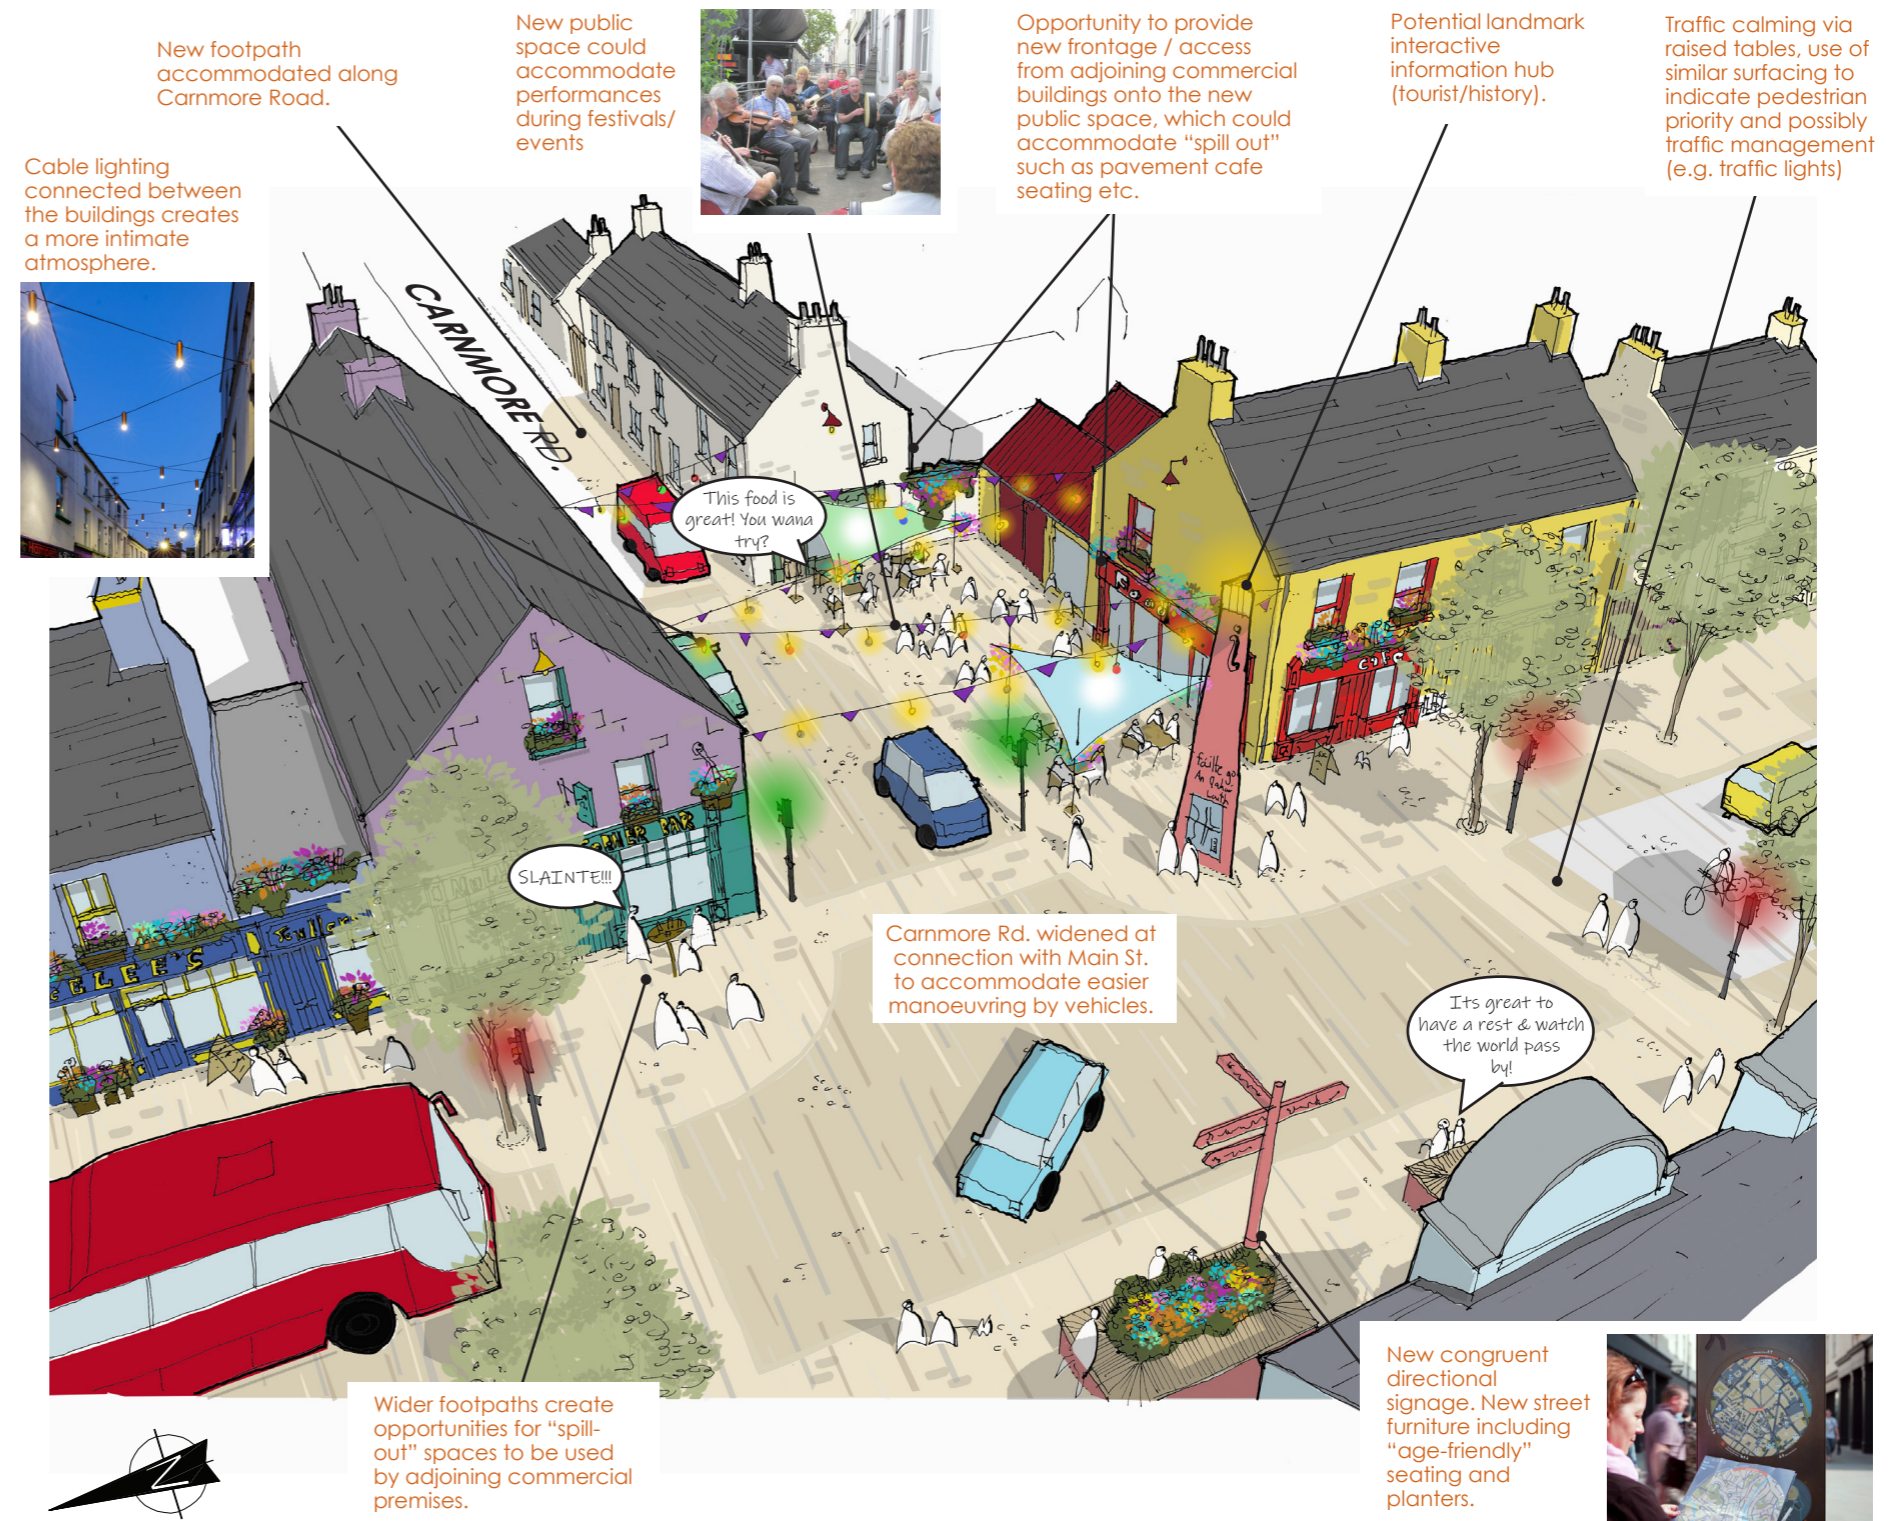 New footpath
accommodated along
Carnmore Road.
New public
space could
accommodate
performances
during festivals/
events
Opportunity to provide
new frontage / access
from adjoining commercial
buildings onto the new
public space, which could
accommodate “spill out”
such as pavement cafe
seating etc.
Potential landmark
interactive
information hub
(tourist/history).
Traffic calming via
raised tables, use of
similar surfacing to
indicate pedestrian
priority and possibly
traffic management
(e.g. traffic lights)
Cable lighting
connected between
the buildings creates
a more intimate
atmosphere.
CARNMORE RD.
This food is
great! You wana
try?
CAFE
fáilte go
An
CORNER BAR
SLAINTE!!!
Carnmore Rd. widened at
connection with Main St.
to accommodate easier
manoeuvring by vehicles.
Its great to
have a rest & watch
the world pass
by!
Wider footpaths create
opportunities for “spill-
out” spaces to be used
by adjoining commercial
premises.
New congruent
directional
signage. New street
furniture including
“age-friendly”
seating and
planters.
Z